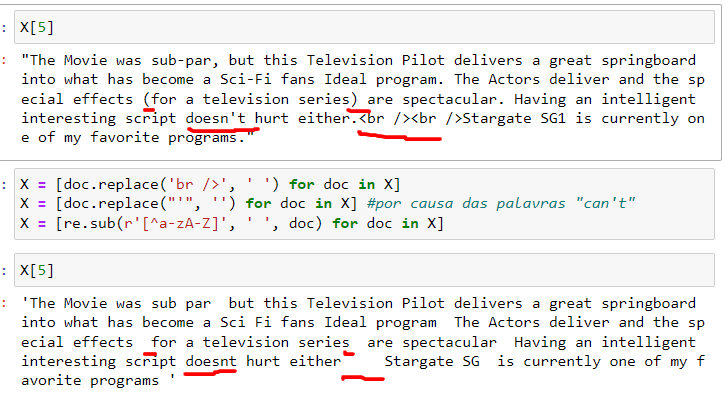 : X[5]
: "The Movie was sub-par, but this Television Pilot delivers a great springboard
into what has become a Sci-Fi fans Ideal program. The Actors deliver and the sp
ecial effects (for a television series) are spectacular. Having an intelligent
interesting script doesn't hurt either.<br /><br />Stargate SG1 is currently on
e of my favorite programs."
: X = [doc.replace('br />', ' ') for doc in X]
X = [doc.replace("'", '') for doc in X] #por causa das palavras "can't"
X = [re.sub(r'[^a-zA-Z]', ' ', doc) for doc in X]
: X[5]
: 'The Movie was sub par  but this Television Pilot delivers a great springboard
into what has become a Sci Fi fans Ideal program  The Actors deliver and the sp
ecial effects  for a television series  are spectacular  Having an intelligent
interesting script doesnt hurt either     Stargate SG  is currently one of my f
avorite programs '